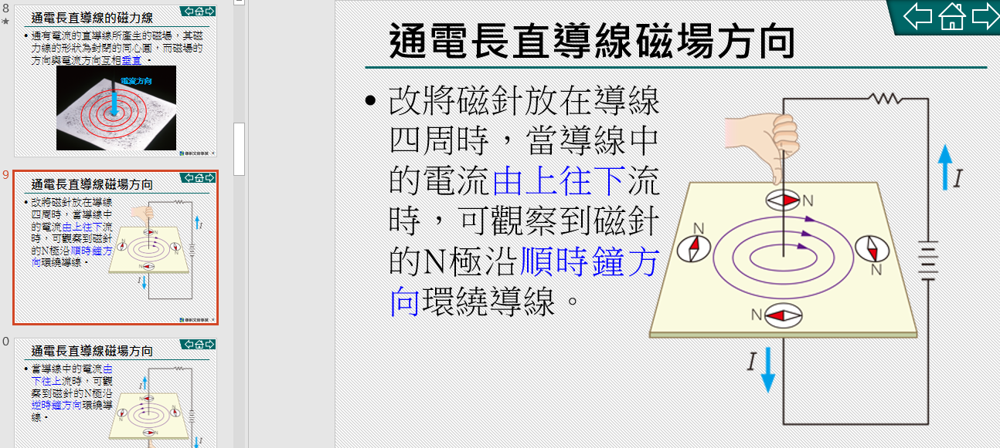 8
通電長直導線的磁力線
•通有電流的直導線所產生的磁場，其磁
力線的形狀為封閉的同心圓，而磁場的
方向與電流方向互相垂直。
電流方向
9
通電長直導線磁場方向
•改將磁針放在導線
四周時，當導線中
的電流由上往下流
時，可觀察到磁針
的N極沿順時鐘方
向環繞導線。
N
N
N
N
I
I
0
通電長直導線磁場方向
•當導線中的電流由
下往上流時，可觀
察到磁針的N極沿
逆時鐘方向環繞導
線。
I
I
通電長直導線磁場方向
•改將磁針放在導線
四周時，當導線中
的電流由上往下流
時，可觀察到磁針
的N極沿順時鐘方
向環繞導線。
I
N
N
N
N
I